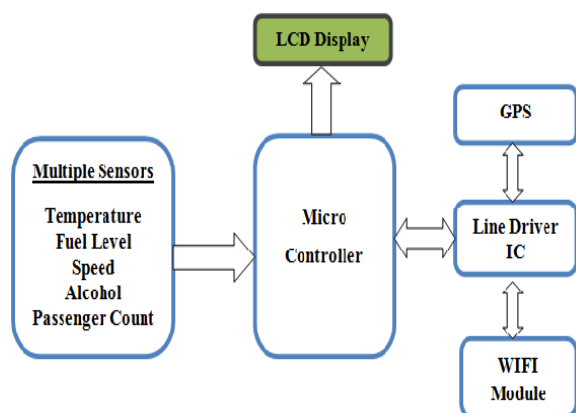 LCD Display
GPS
Multiple Sensors
Temperature
Fuel Level
Speed
Alcohol
Passenger Count
Micro
Controller
Line Driver
IC
WIFI
Module